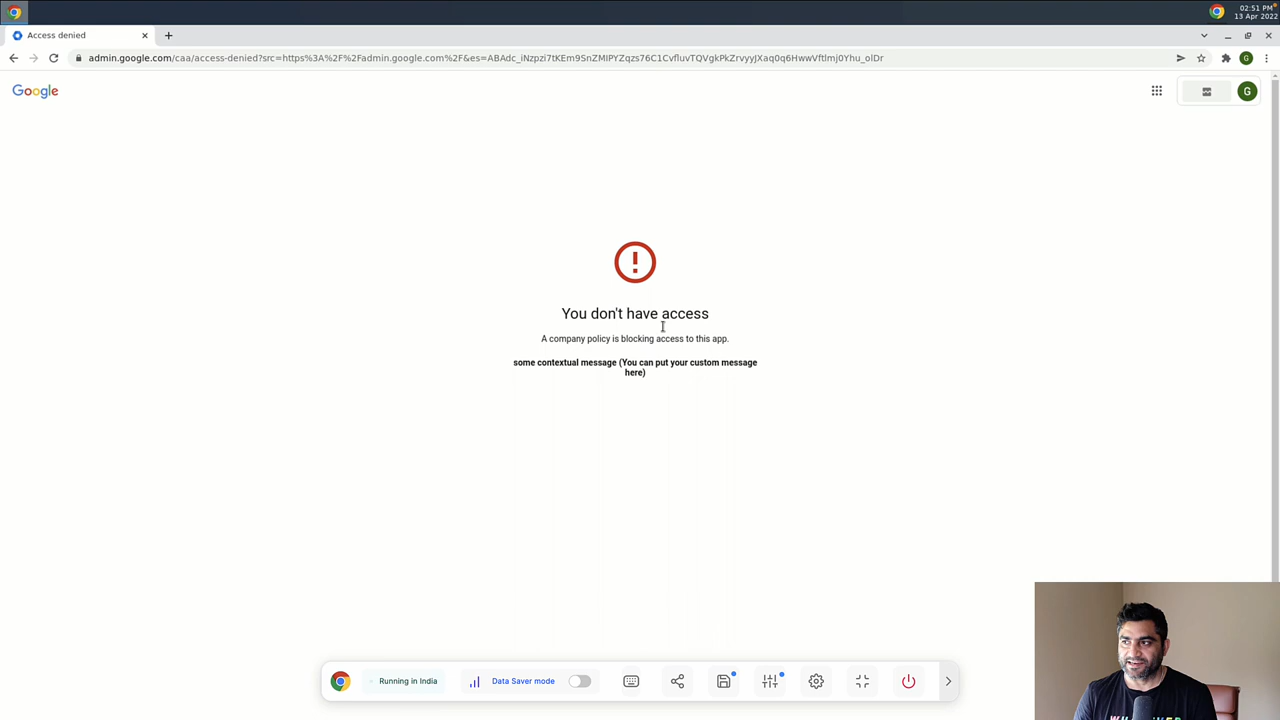 02:51 PM
13 Apr 2022
Access denied
admin.google.com/caa/access-denied?src=https%3A%2F%2Fadmin.google.com%2F&es=ABAdc_iNzpzi7tKEm9SnZMIPYZqzs76C1CvfluvTQVgkPkZrvyyJXaq0q6HwwVftlmj0Yhu_olDr
G
Google
G
You don't have access
A company policy is blocking access to this app.
some contextual message (You can put your custom message
here)
Running in India
Data Saver mode